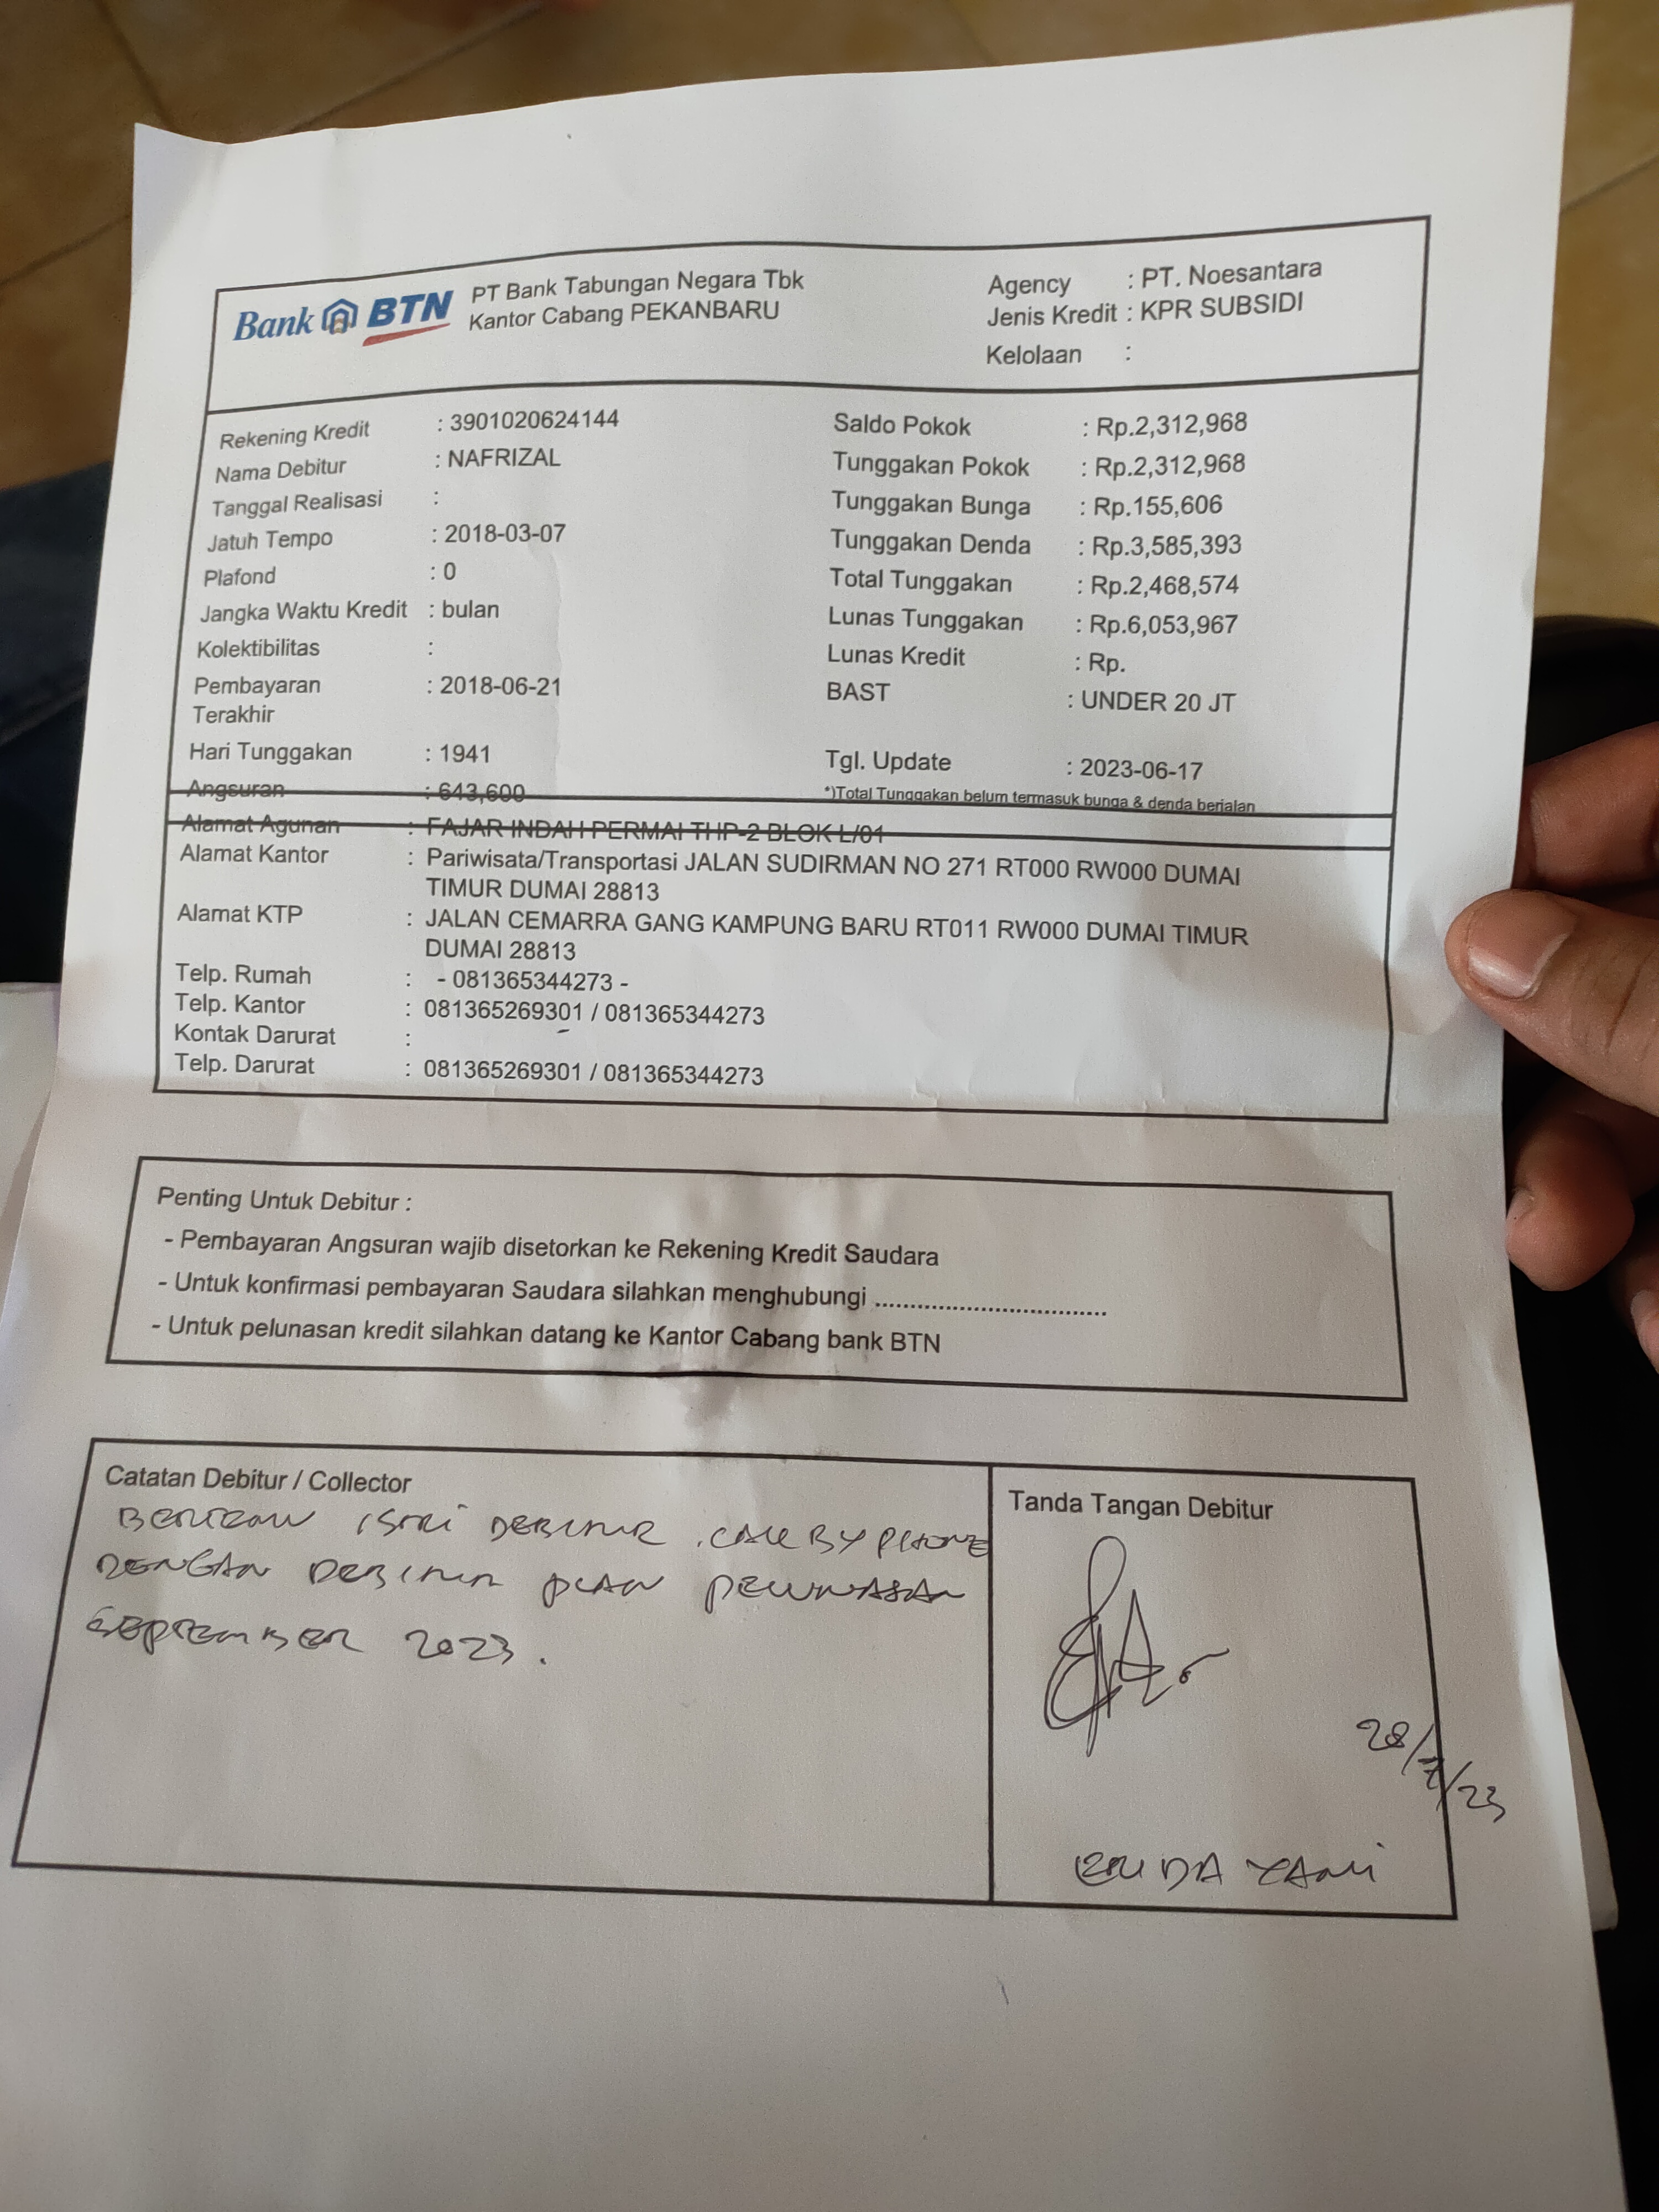 Bank BTN
PT Bank Tabungan Negara Tbk
Kantor Cabang PEKANBARU
Agency : PT. Noesantara
Jenis Kredit : KPR SUBSIDI
Kelolaan :
Rekening Kredit : 3901020624144
Nama Debitur : NAFRIZAL
Tanggal Realisasi :
Jatuh Tempo : 2018-03-07
Plafond : 0
Jangka Waktu Kredit : bulan
Kolektibilitas :
Pembayaran : 2018-06-21
Terakhir
Hari Tunggakan : 1941
Angsuran : 643,600
Saldo Pokok : Rp.2,312,968
Tunggakan Pokok : Rp.2,312,968
Tunggakan Bunga : Rp.155,606
Tunggakan Denda : Rp.3,585,393
Total Tunggakan : Rp.2,468,574
Lunas Tunggakan : Rp.6,053,967
Lunas Kredit : Rp.
BAST : UNDER 20 JT
Tgl. Update : 2023-06-17
*)Total Tunggakan belum termasuk bunga & denda berjalan
Alamat Agunan : FAJAR INDAH PERMAI THP-2 BLOK L/01
Alamat Kantor : Pariwisata/Transportasi JALAN SUDIRMAN NO 271 RT000 RW000 DUMAI
TIMUR DUMAI 28813
Alamat KTP : JALAN CEMARRA GANG KAMPUNG BARU RT011 RW000 DUMAI TIMUR
DUMAI 28813
Telp. Rumah : - 081365344273 -
Telp. Kantor : 081365269301 / 081365344273
Kontak Darurat :
Telp. Darurat : 081365269301 / 081365344273
Penting Untuk Debitur :
- Pembayaran Angsuran wajib disetorkan ke Rekening Kredit Saudara
- Untuk konfirmasi pembayaran Saudara silahkan menghubungi ..................................
- Untuk pelunasan kredit silahkan datang ke Kantor Cabang bank BTN
Catatan Debitur / Collector
ISTRI DEBITUR . CALL BY PHONE
DENGAN DEBITUR PLAN PELUNASAN
SEPTEMBER 2023 .
Tanda Tangan Debitur
28/7/23
YANI